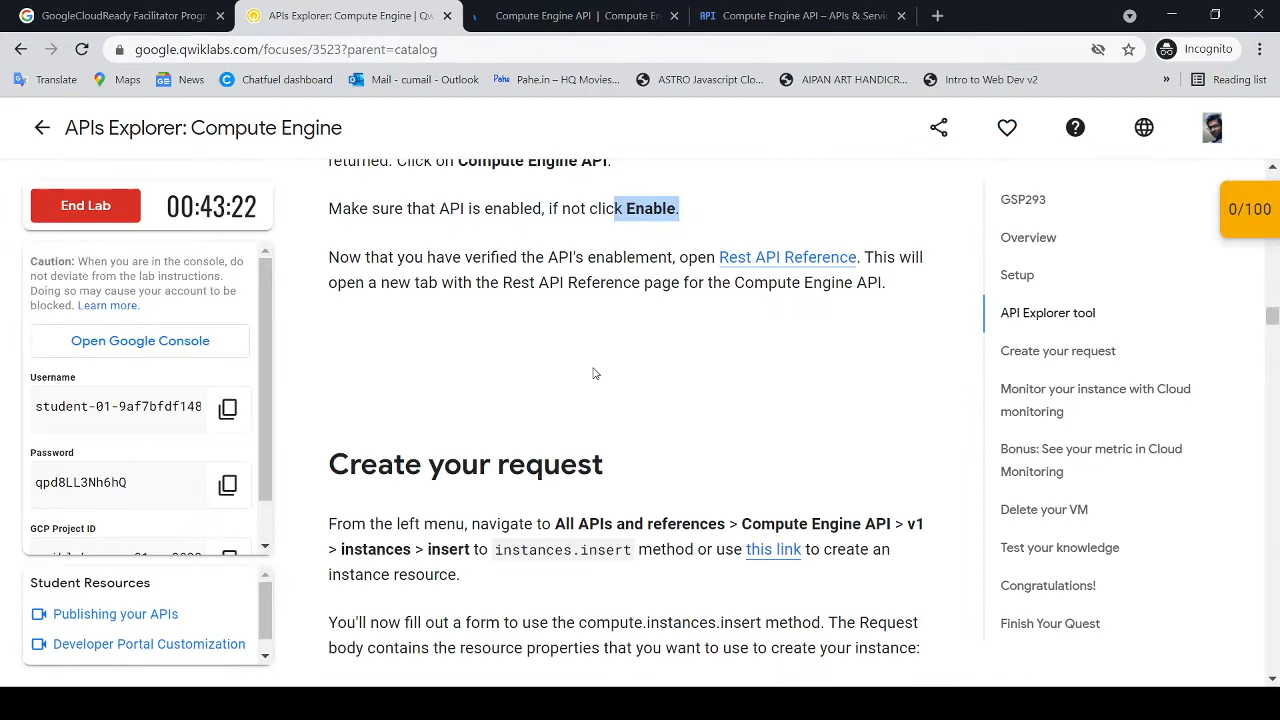 GoogleCloudReady Facilitator Progr
APIs Explorer: Compute Engine | Qw
Compute Engine API | Compute En
API Compute Engine API – APIs & Servic
google.qwiklabs.com/focuses/3523?parent=catalog
Incognito
Translate
Maps
News
Chatfuel dashboard
Mail - cumail - Outlook
Pahe Pahe.in – HQ Movies...
ASTRO Javascript Clo...
AIPAN ART HANDICR...
Intro to Web Dev v2
»
Reading list
APIs Explorer: Compute Engine
returned. Click on Compute Engine API.
End Lab
00:43:22
Make sure that API is enabled, if not click Enable.
GSP293
0/100
Overview
Caution: When you are in the console, do
not deviate from the lab instructions.
Doing so may cause your account to be
blocked. Learn more.
Now that you have verified the API's enablement, open Rest API Reference. This will
open a new tab with the Rest API Reference page for the Compute Engine API.
Setup
API Explorer tool
Open Google Console
Create your request
Username
student-01-9af7bfdf148
Monitor your instance with Cloud
monitoring
Password
qpd8LL3Nh6hQ
Create your request
Bonus: See your metric in Cloud
Monitoring
GCP Project ID
From the left menu, navigate to All APIs and references > Compute Engine API > v1
> instances > insert to instances.insert method or use this link to create an
instance resource.
Delete your VM
Test your knowledge
Student Resources
Publishing your APIs
Developer Portal Customization
Congratulations!
Finish Your Quest
You'll now fill out a form to use the compute.instances.insert method. The Request
body contains the resource properties that you want to use to create your instance: